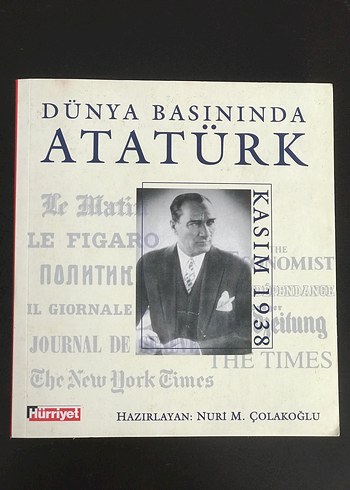 DÜNYA BASININDA
ATATÜRK
Le Matin
LE FIGARO
ПОЛИТИК
IL GIORNALE
JOURNAL DE
The New York Times
KASIM 1938
THE
ONOMIST
Zeitung
THE TIMES
Hürriyet
HAZIRLAYAN: NURİ M. ÇOLAKOĞLU